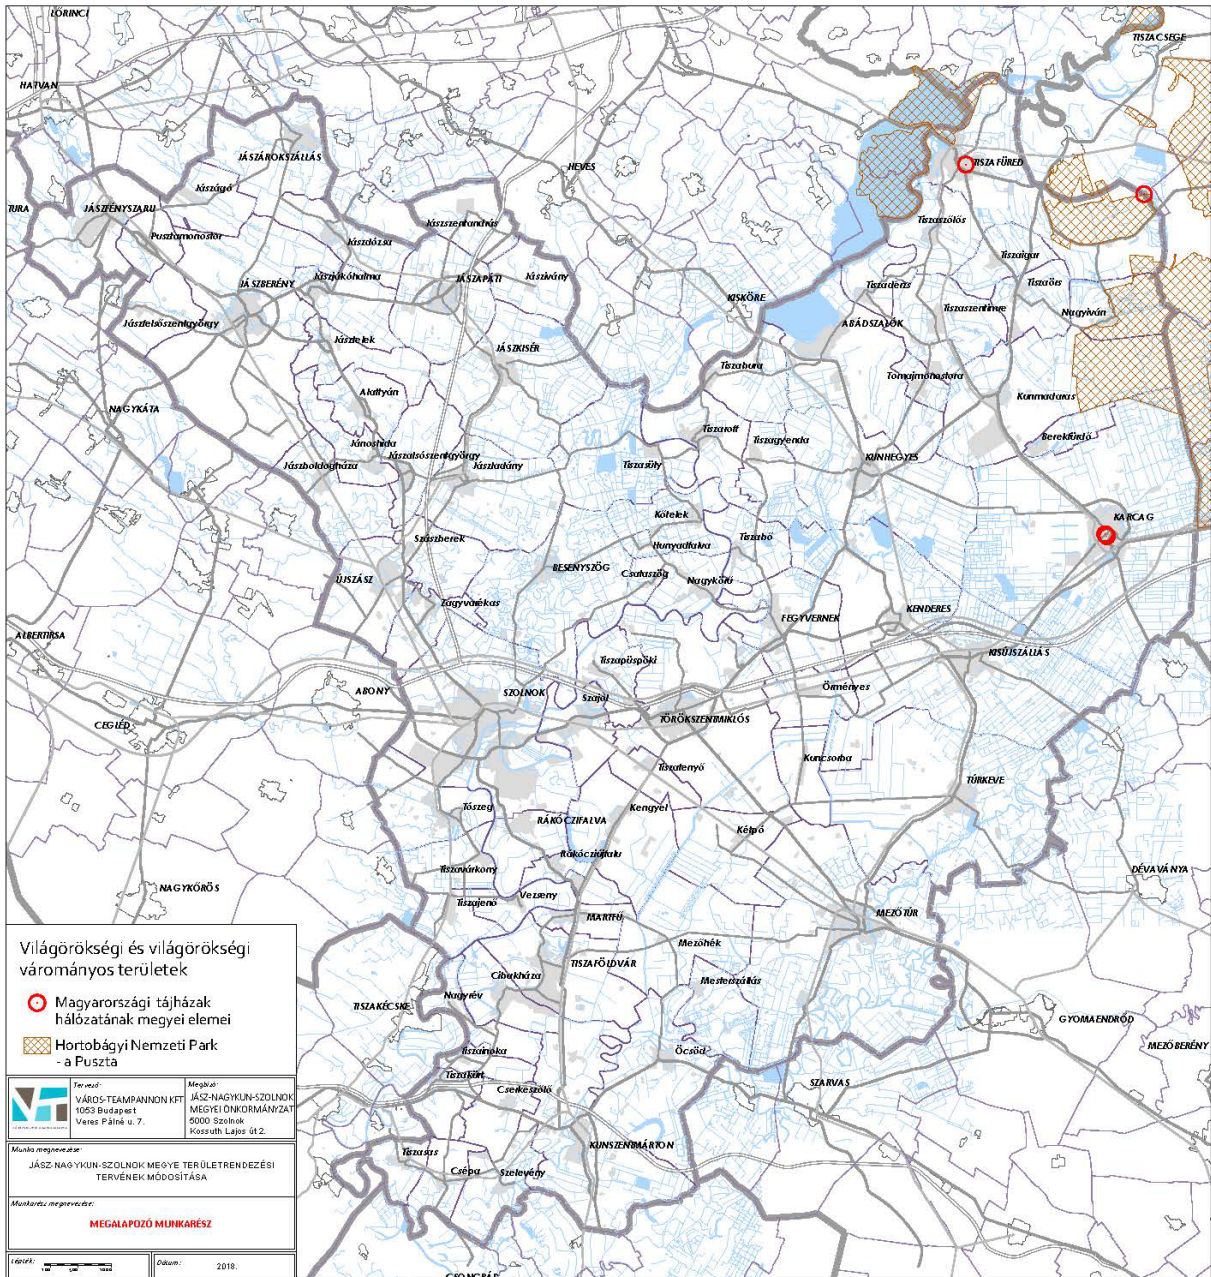 LŐRINCI
TISZACSEGE
HATVAN
JÁSZÁROKSZÁLLÁS
HEVES
TISZAFÜRED
Jászágó
TURA
JÁSZFÉNYSZARU
Jászszentandrás
Tiszaszőlős
Pusztamonostor
Jászdózsa
Tiszaigar
Jászjákóhalma
JÁSZAPÁTI
Jászivány
JÁSZBERÉNY
Tiszaderzs
Tiszaörs
KISKÖRE
Tiszaszentimre
Nagyiván
Jászfelsőszentgyörgy
ABÁDSZALÓK
Jásztelek
JÁSZKISÉR
Tiszabura
Tomajmonostora
Alattyán
Kunmadaras
NAGYKÁTA
Tiszaroff
Berekfürdő
Jánoshida
Tiszagyenda
Jászboldogháza
Jászalsószentgyörgy
Jászladány
Tiszasüly
KUNHEGYES
Kőtelek
KARCAG
Szászberek
Hunyadfalva
Tiszabő
ÚJSZÁSZ
BESENYSZÖG
Csataszög
Nagykörű
Zagyvarékas
FEGYVERNEK
KENDERES
ALBERTIRSA
Tiszapüspöki
KISÚJSZÁLLÁS
ABONY
SZOLNOK
Szajol
Örményes
CEGLÉD
TÖRÖKSZENTMIKLÓS
Tiszatenyő
Kuncsorba
TÚRKEVE
Tószeg
RÁKÓCZIFALVA
Kengyel
Kétpó
Rákócziújfalu
Tiszavárkony
DÉVAVÁNYA
NAGYKŐRÖS
Tiszajenő
Vezseny
MARTFŰ
MEZŐTÚR
Mezőhék
TISZAFÖLDVÁR
Cibakháza
Mesterszállás
Nagyrév
TISZAKÉCSKE
GYOMAENDRŐD
MEZŐBERÉNY
Tiszainoka
Öcsöd
Tiszakürt
Cserkeszőlő
SZARVAS
KUNSZENTMÁRTON
Tiszasas
Csépa
Szelevény
CSONGRÁD
Világörökségi és világörökségi
várományos területek
Magyarországi tájházak
hálózatának megyei elemei
Hortobágyi Nemzeti Park
- a Puszta
Tervező:
VÁROS-TEAMPANNON KFT
1053 Budapest
Veres Pálné u. 7.
Megbízó:
JÁSZ-NAGYKUN-SZOLNOK
MEGYEI ÖNKORMÁNYZAT
5000 Szolnok
Kossuth Lajos út 2.
Munka megnevezése:
JÁSZ-NAGYKUN-SZOLNOK MEGYE TERÜLETRENDEZÉSI
TERVÉNEK MÓDOSÍTÁSA
Munkarész megnevezése:
MEGALAPOZÓ MUNKARÉSZ
Lépték:
Dátum:
2018.